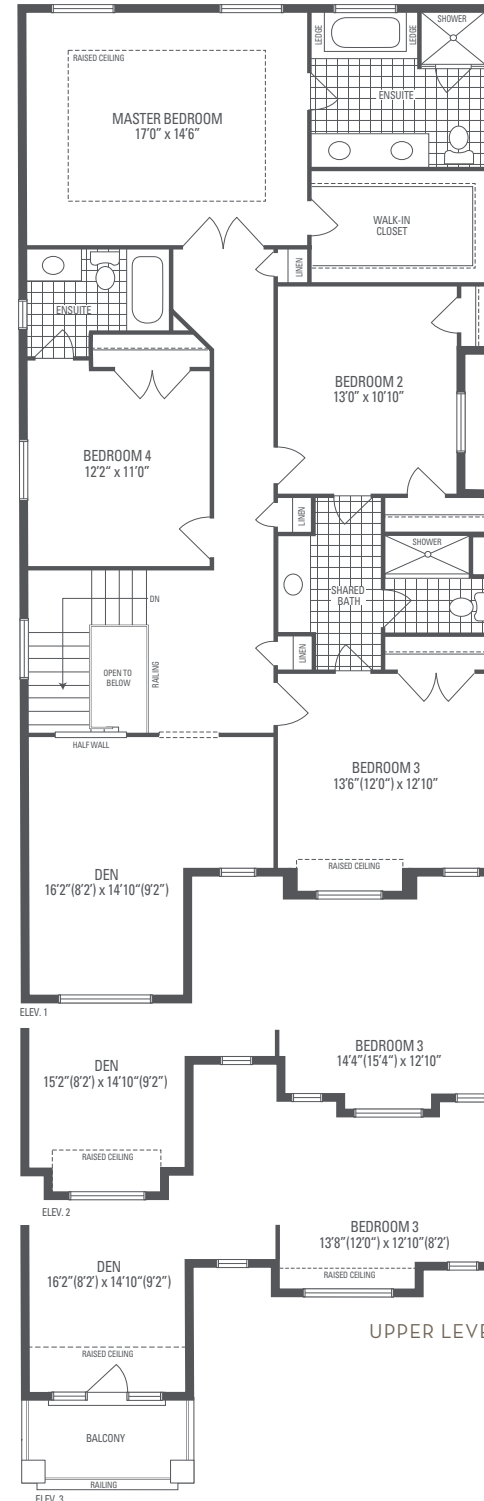 SHOWER
LEDGE
LEDGE
RAISED CEILING
ENSUITE
MASTER BEDROOM
17'0" x 14'6"
WALK-IN
CLOSET
LINEN
ENSUITE
BEDROOM 2
13'0" x 10'10"
BEDROOM 4
12'2" x 11'0"
LINEN
SHOWER
SHARED
BATH
DN
OPEN TO
BELOW
RAILING
LINEN
HALF WALL
BEDROOM 3
13'6"(12'0") x 12'10"
RAISED CEILING
DEN
16'2"(8'2') x 14'10"(9'2")
ELEV. 1
BEDROOM 3
14'4"(15'4") x 12'10"
DEN
15'2"(8'2') x 14'10"(9'2")
RAISED CEILING
ELEV. 2
BEDROOM 3
13'8"(12'0") x 12'10"(8'2')
RAISED CEILING
DEN
16'2"(8'2') x 14'10"(9'2")
UPPER LEVE
RAISED CEILING
BALCONY
RAILING
ELEV. 3